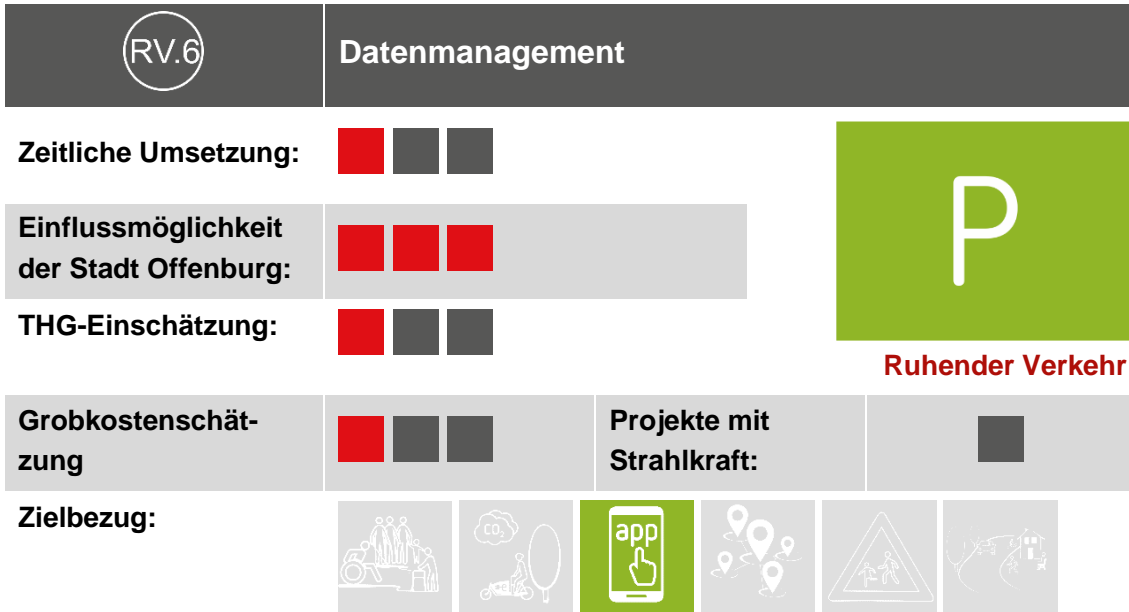 RV.6
Datenmanagement
Zeitliche Umsetzung:
Einflussmöglichkeit
der Stadt Offenburg:
THG-Einschätzung:
P
Ruhender Verkehr
Grobkostenschät-
zung
Projekte mit
Strahlkraft:
Zielbezug:
CO₂
app